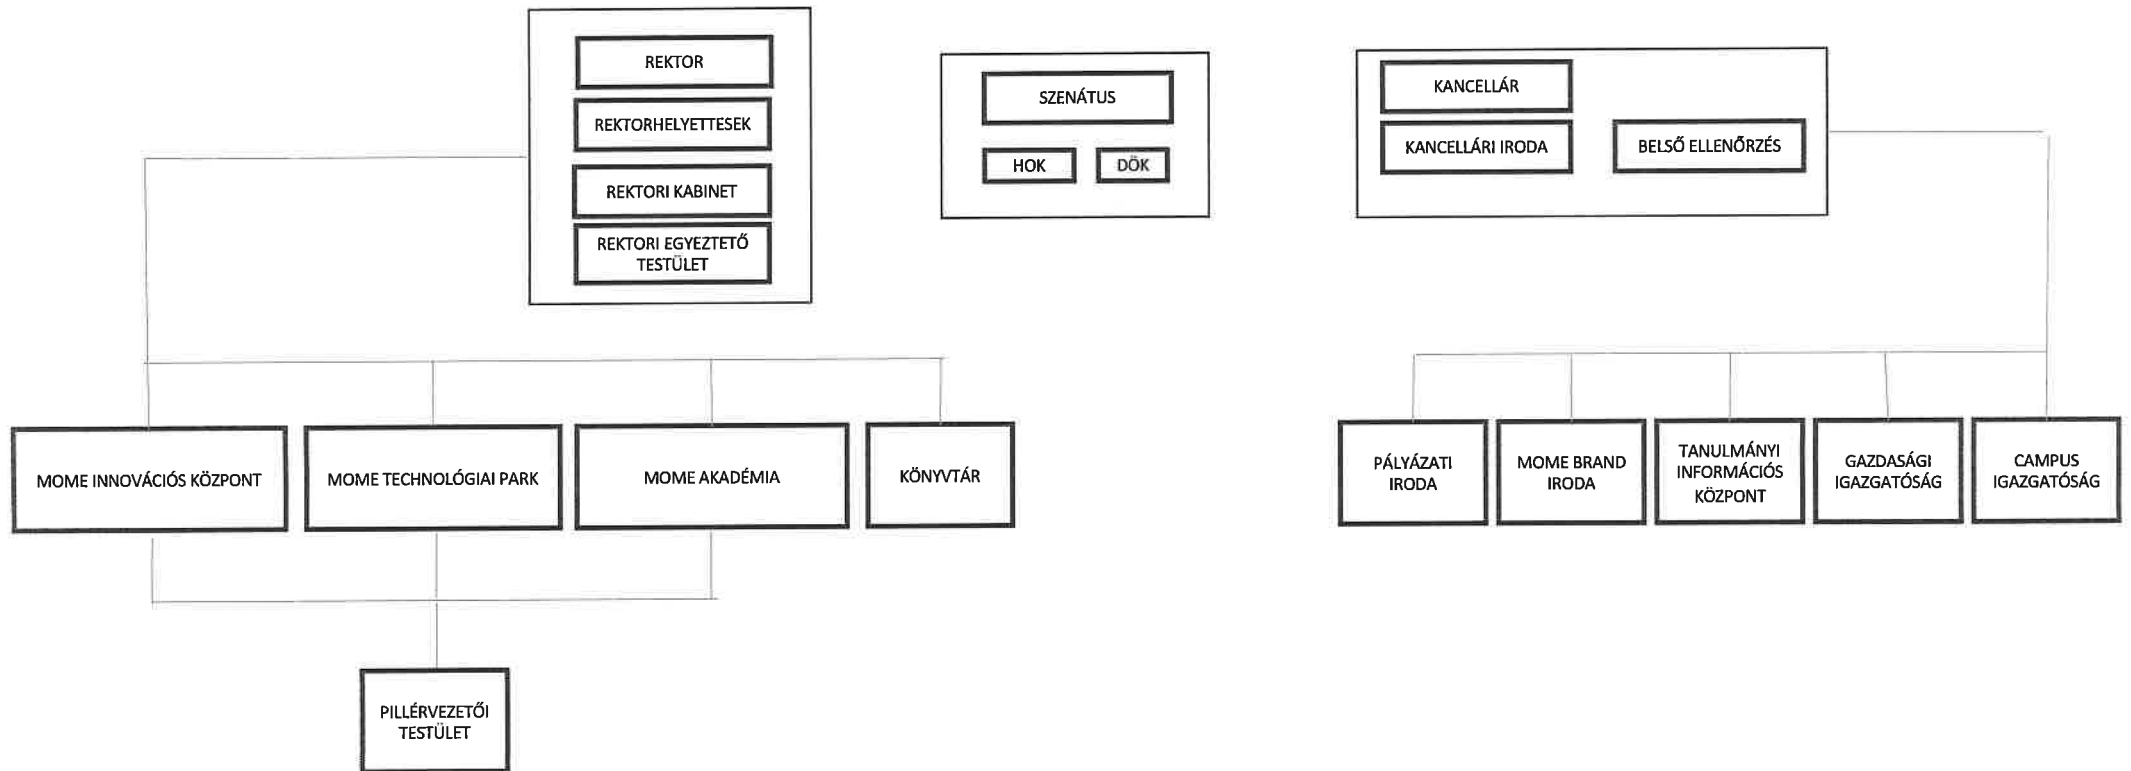 REKTOR
REKTORHELYETTESEK
REKTORI KABINET
REKTORI EGYEZTETŐ
TESTÜLET
SZENÁTUS
HOK
DÖK
KANCELLÁR
KANCELLÁRI IRODA
BELSŐ ELLENŐRZÉS
MOME INNOVÁCIÓS KÖZPONT
MOME TECHNOLÓGIAI PARK
MOME AKADÉMIA
KÖNYVTÁR
PÁLYÁZATI
IRODA
MOME BRAND
IRODA
TANULMÁNYI
INFORMÁCIÓS
KÖZPONT
GAZDASÁGI
IGAZGATÓSÁG
CAMPUS
IGAZGATÓSÁG
PILLÉRVEZETŐI
TESTÜLET